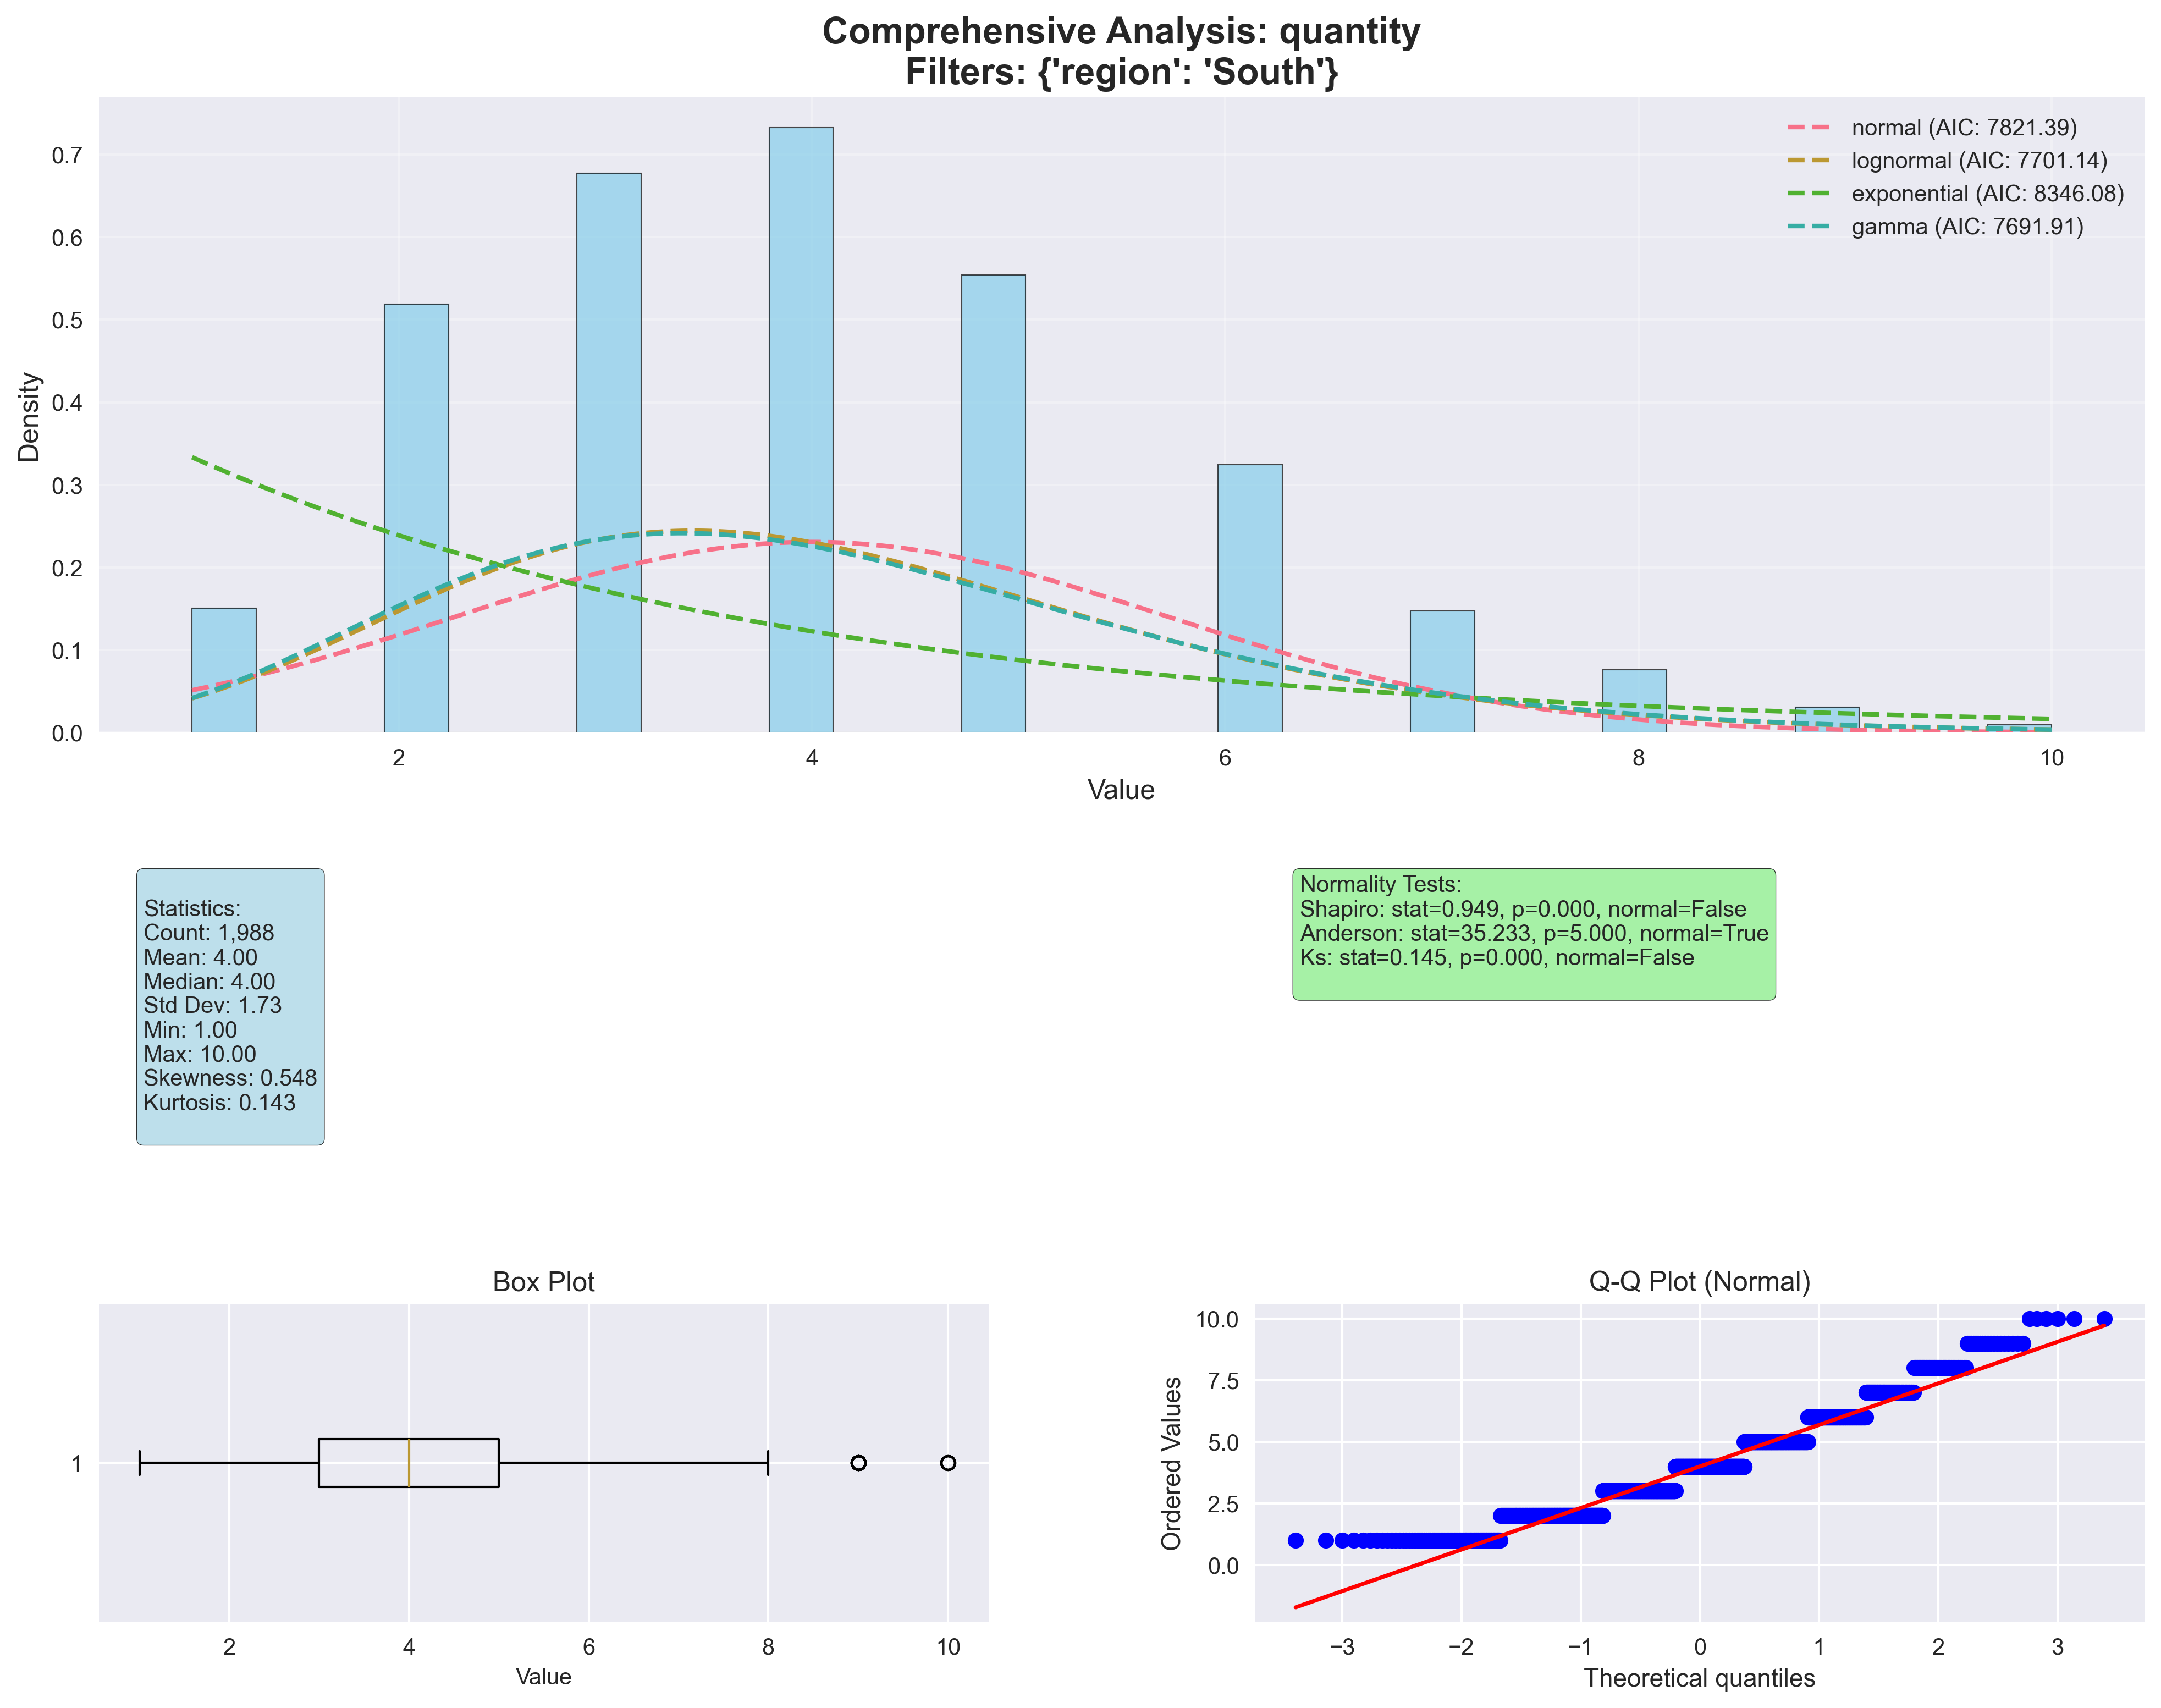 Comprehensive Analysis: quantity
Filters: {'region': 'South'}
normal (AIC: 7821.39)
lognormal (AIC: 7701.14)
exponential (AIC: 8346.08)
gamma (AIC: 7691.91)
Density
0.7
0.6
0.5
0.4
0.3
0.2
0.1
0.0
2 4 6 8 10
Value
Statistics:
Count: 1,988
Mean: 4.00
Median: 4.00
Std Dev: 1.73
Min: 1.00
Max: 10.00
Skewness: 0.548
Kurtosis: 0.143
Normality Tests:
Shapiro: stat=0.949, p=0.000, normal=False
Anderson: stat=35.233, p=5.000, normal=True
Ks: stat=0.145, p=0.000, normal=False
Box Plot
1
2 4 6 8 10
Value
Q-Q Plot (Normal)
Ordered Values
10.0
7.5
5.0
2.5
0.0
−3 −2 −1 0 1 2 3
Theoretical quantiles